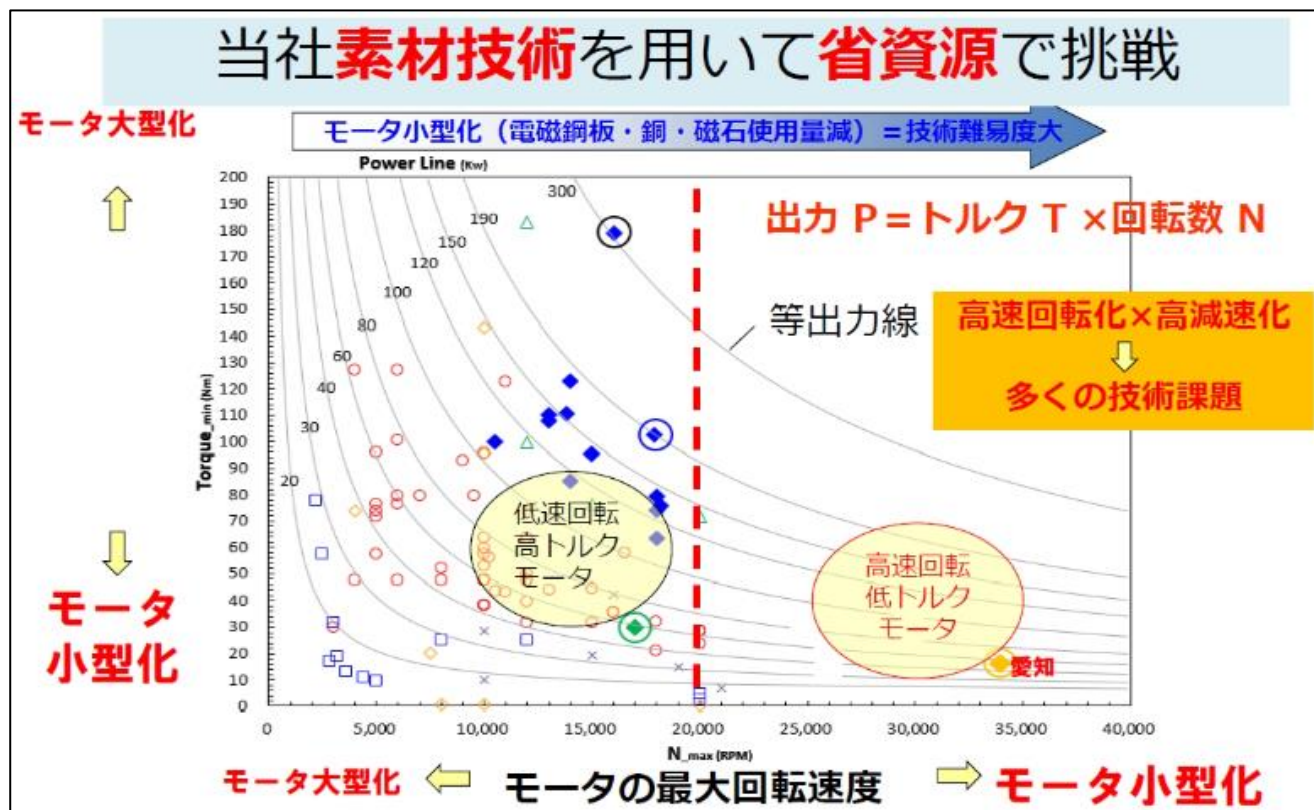 当社素材技術を用いて省資源で挑戦
モータ大型化
モータ小型化（電磁鋼板・銅・磁石使用量減）＝技術難易度大
Power Line (Kw)
200
190
180
170
160
150
140
130
120
110
100
90
80
70
60
50
40
30
20
10
0
Torque_min (Nm)
300
190
150
120
100
80
60
40
30
20
出力 P＝トルク T ×回転数 N
等出力線
高速回転化×高減速化
多くの技術課題
低速回転
高トルク
モータ
高速回転
低トルク
モータ
愛知
モータ
小型化
0
5,000
10,000
15,000
20,000
25,000
30,000
35,000
40,000
N_max (RPM)
モータ大型化
モータの最大回転速度
モータ小型化